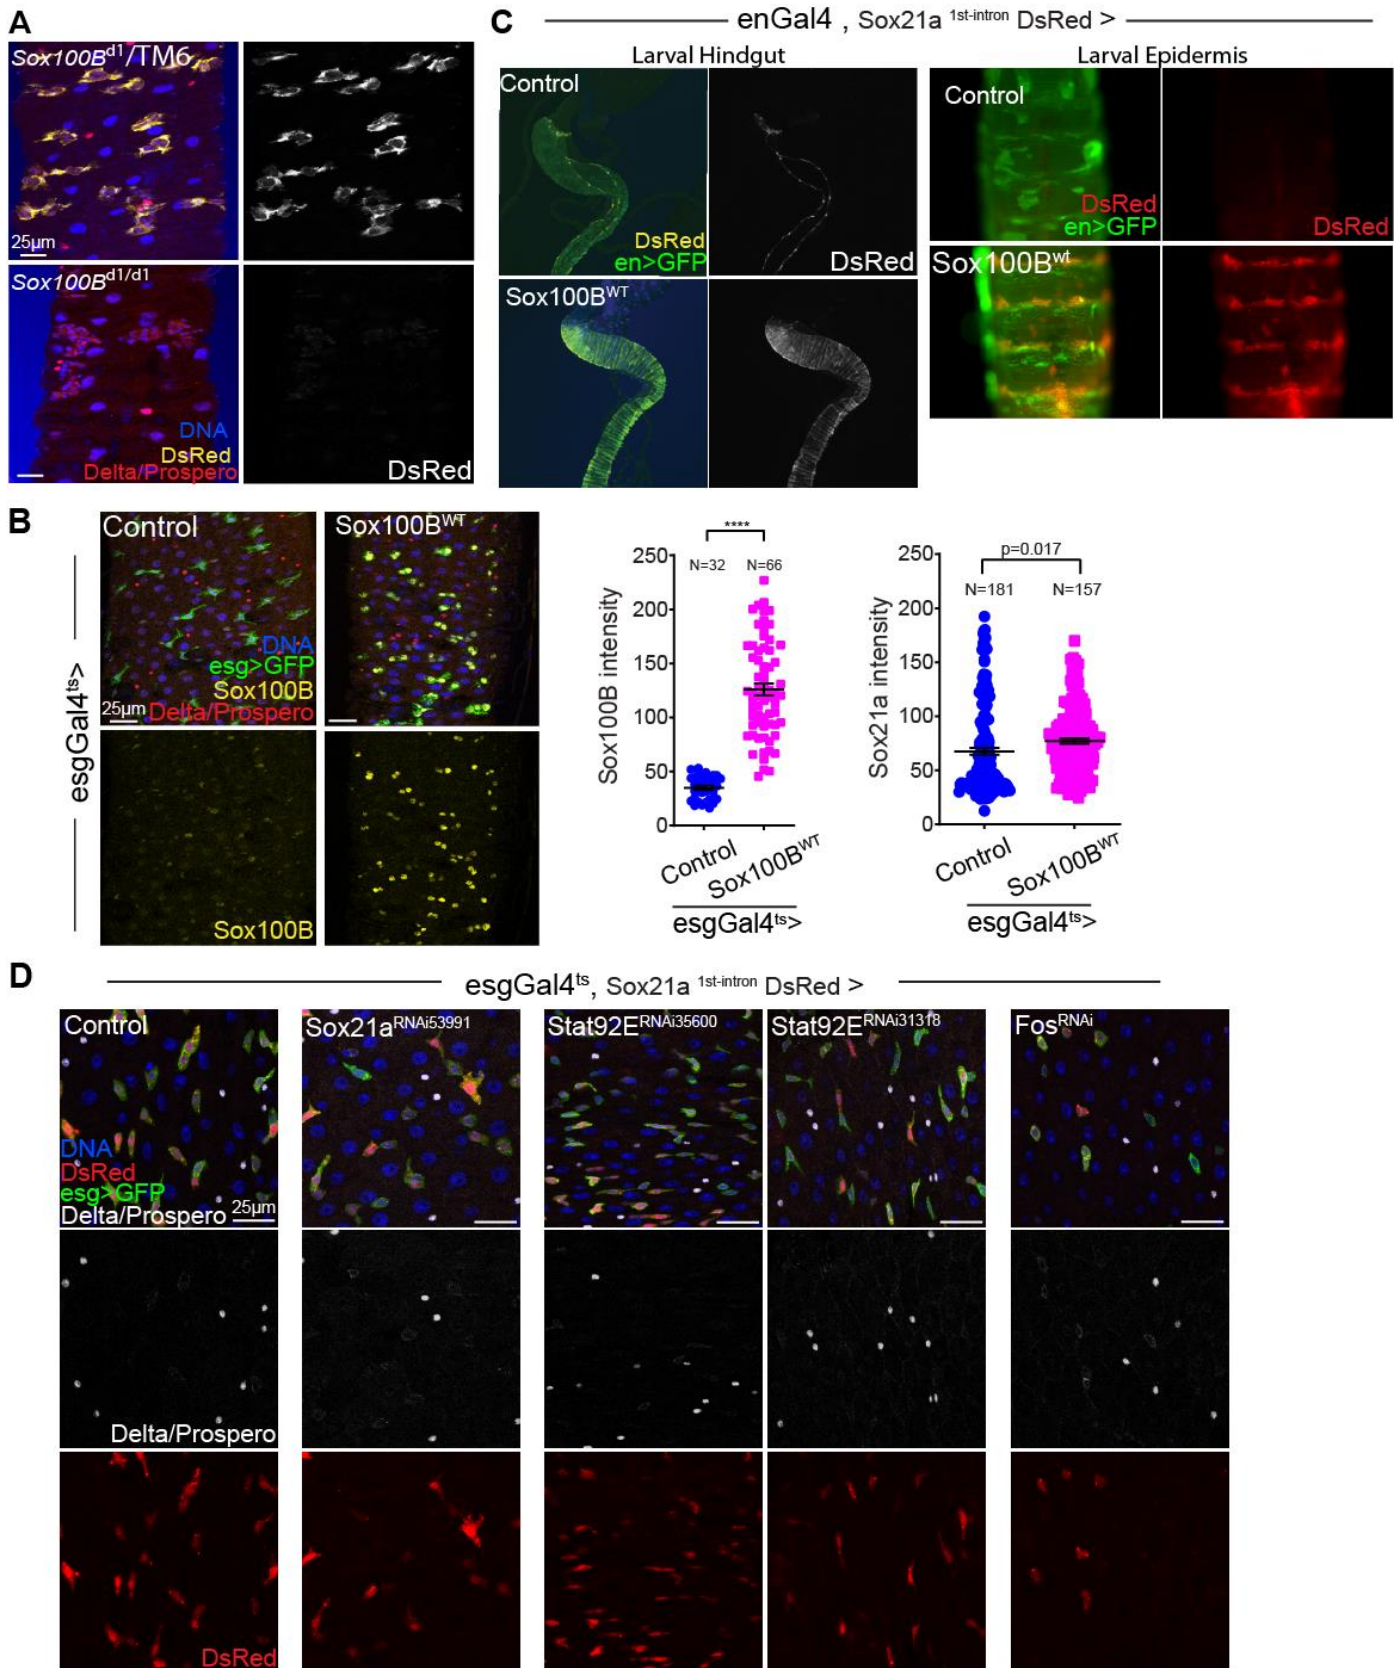 A
Sox100B^d1/TM6
25μm
Sox100B^d1/d1
DNA
DsRed
Delta/Prospero
DsRed
C
enGal4 , Sox21a ^1st-intron DsRed >
Larval Hindgut
Control
DsRed
en>GFP
DsRed
Sox100B^WT
Larval Epidermis
Control
DsRed
en>GFP
DsRed
Sox100B^wt
B
esgGal4^ts>
Control
DNA
esg>GFP
Sox100B
25μm Delta/Prospero
Sox100B^WT
Sox100B
Sox100B intensity
250
200
150
100
50
0
****
N=32 N=66
Control
Sox100B^WT
esgGal4^ts>
Sox21a intensity
250
200
150
100
50
0
p=0.017
N=181 N=157
Control
Sox100B^WT
esgGal4^ts>
D
esgGal4^ts, Sox21a ^1st-intron DsRed >
Control
DNA
DsRed
esg>GFP
Delta/Prospero 25μm
Sox21a^RNAi53991
Stat92E^RNAi35600
Stat92E^RNAi31318
Fos^RNAi
Delta/Prospero
DsRed